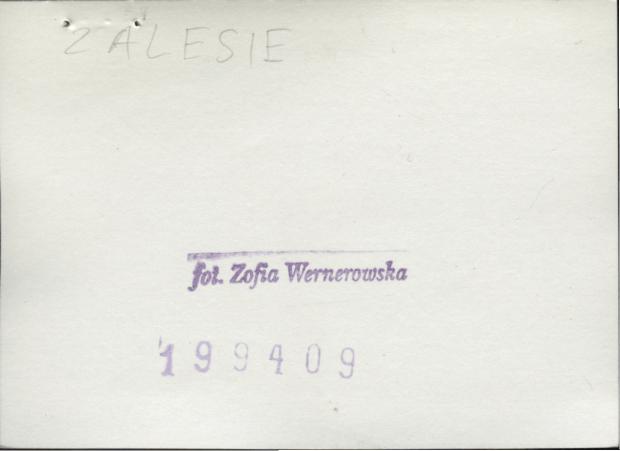 ZALESIE
fot. Zofia Wernerowska
199409